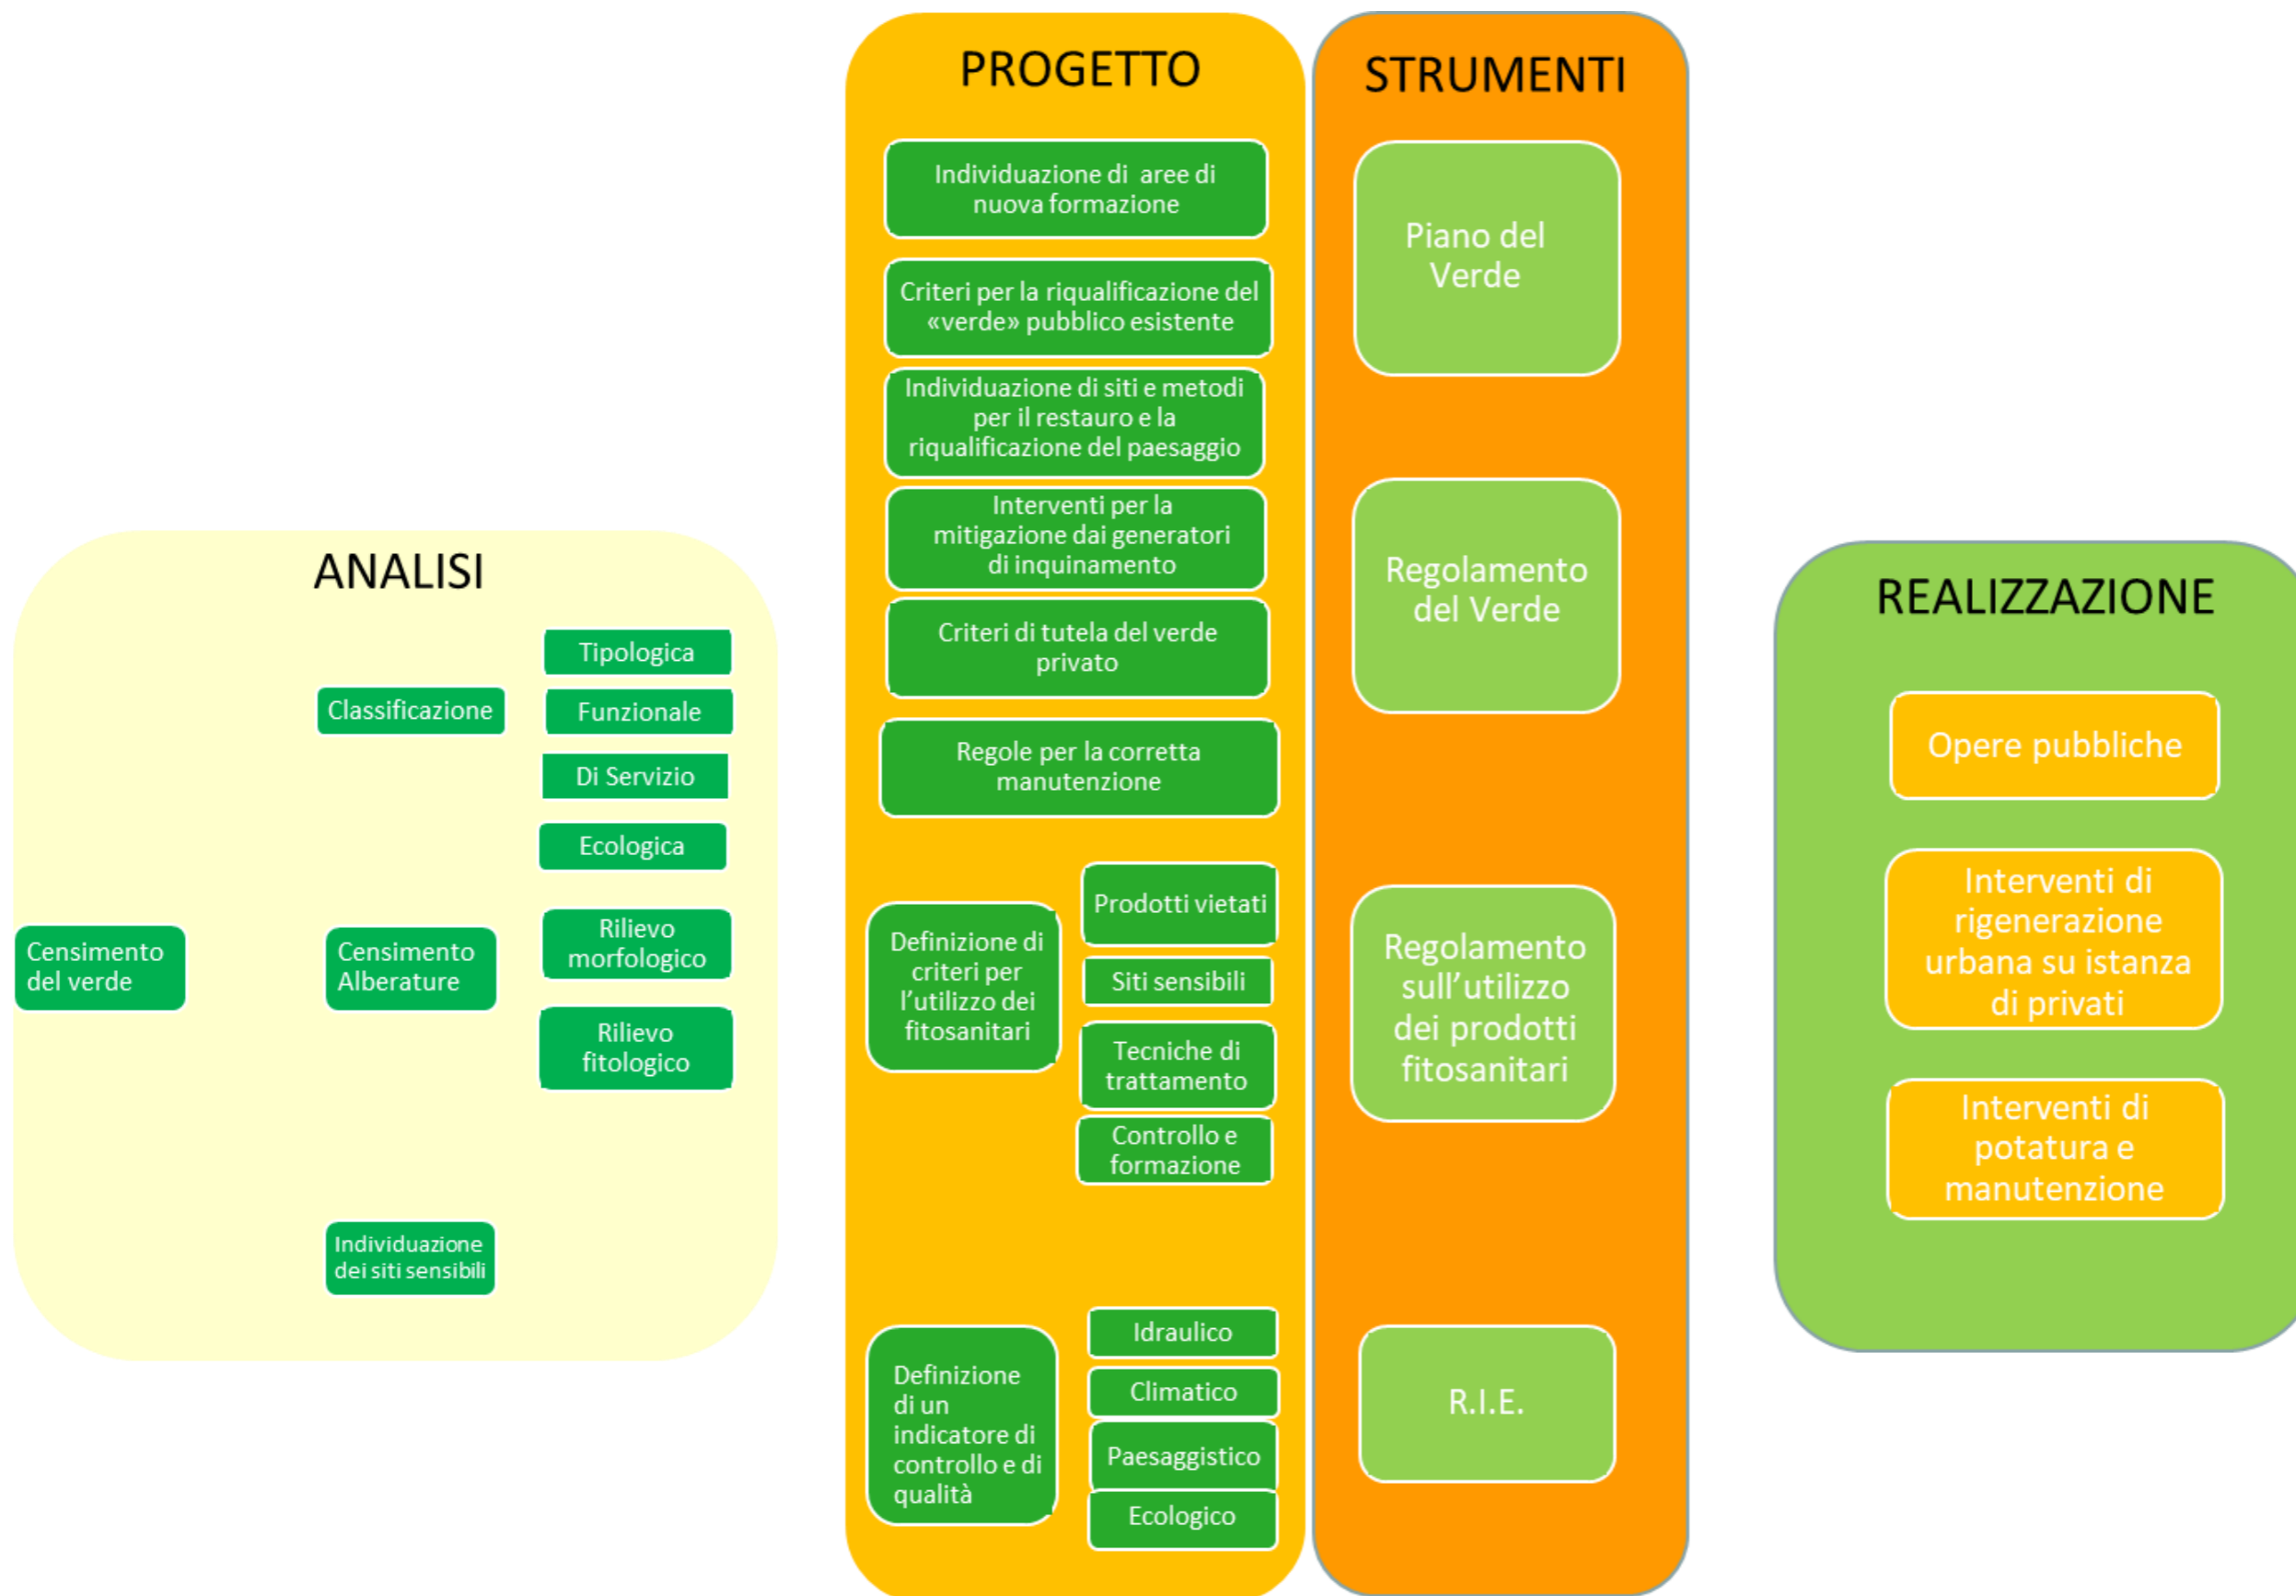 ANALISI
Censimento
del verde
Classificazione
Tipologica
Funzionale
Di Servizio
Ecologica
Censimento
Alberature
Rilievo
morfologico
Rilievo
fitologico
Individuazione
dei siti sensibili
PROGETTO
Individuazione di aree di
nuova formazione
Criteri per la riqualificazione del
«verde» pubblico esistente
Individuazione di siti e metodi
per il restauro e la
riqualificazione del paesaggio
Interventi per la
mitigazione dai generatori
di inquinamento
Criteri di tutela del verde
privato
Regole per la corretta
manutenzione
Definizione di
criteri per
l’utilizzo dei
fitosanitari
Prodotti vietati
Siti sensibili
Tecniche di
trattamento
Controllo e
formazione
Definizione
di un
indicatore di
controllo e di
qualità
Idraulico
Climatico
Paesaggistico
Ecologico
STRUMENTI
Piano del
Verde
Regolamento
del Verde
Regolamento
sull’utilizzo
dei prodotti
fitosanitari
R.I.E.
REALIZZAZIONE
Opere pubbliche
Interventi di
rigenerazione
urbana su istanza
di privati
Interventi di
potatura e
manutenzione